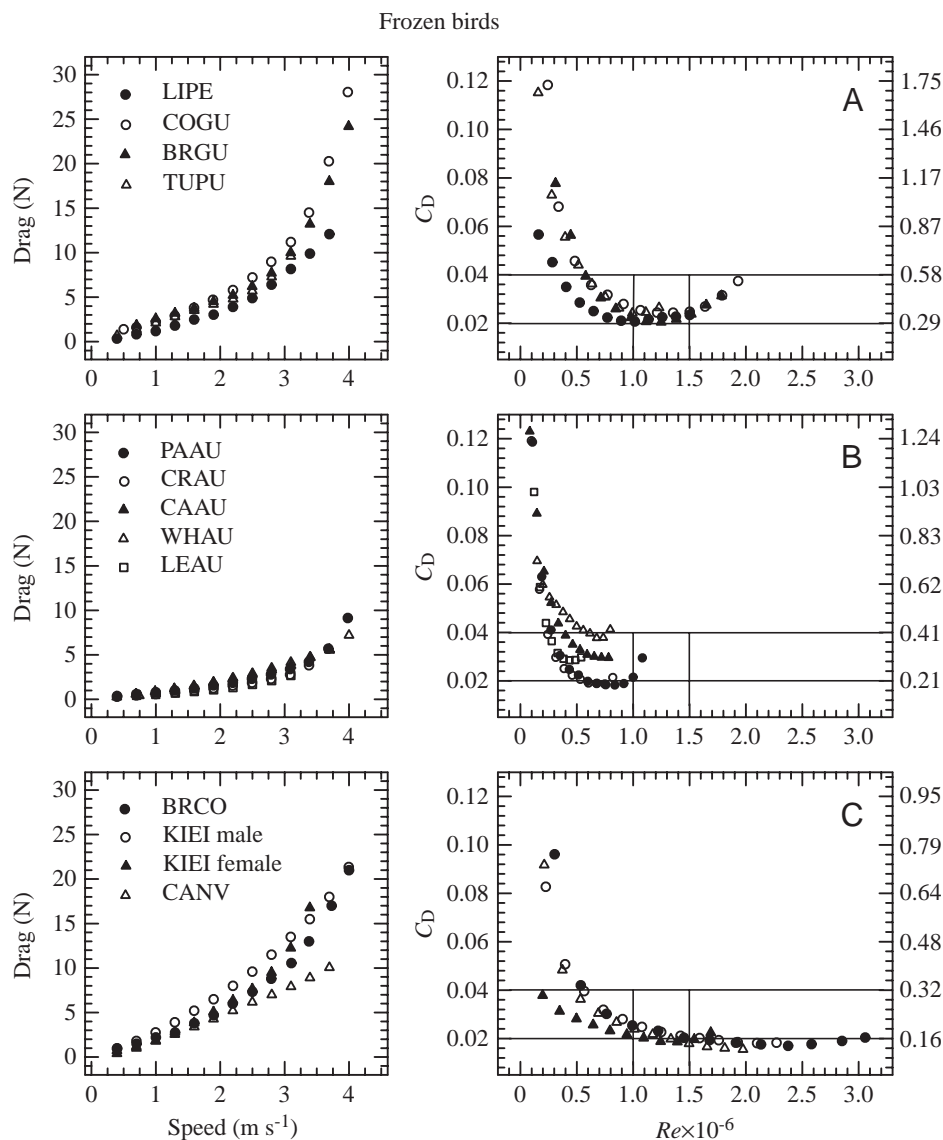 Frozen birds
30
25
20
15
10
5
0
Drag (N)
LIPE
COGU
BRGU
TUPU
0 1 2 3 4
A
0.12
0.10
0.08
0.06
0.04
0.02
C_D
1.75
1.46
1.17
0.87
0.58
0.29
0 0.5 1.0 1.5 2.0 2.5 3.0
30
25
20
15
10
5
0
Drag (N)
PAAU
CRAU
CAAU
WHAU
LEAU
0 1 2 3 4
B
0.12
0.10
0.08
0.06
0.04
0.02
C_D
1.24
1.03
0.83
0.62
0.41
0.21
0 0.5 1.0 1.5 2.0 2.5 3.0
30
25
20
15
10
5
0
Drag (N)
BRCO
KIEI male
KIEI female
CANV
0 1 2 3 4
Speed (m s⁻¹)
C
0.12
0.10
0.08
0.06
0.04
0.02
C_D
0.95
0.79
0.64
0.48
0.32
0.16
0 0.5 1.0 1.5 2.0 2.5 3.0
Re×10⁻⁶